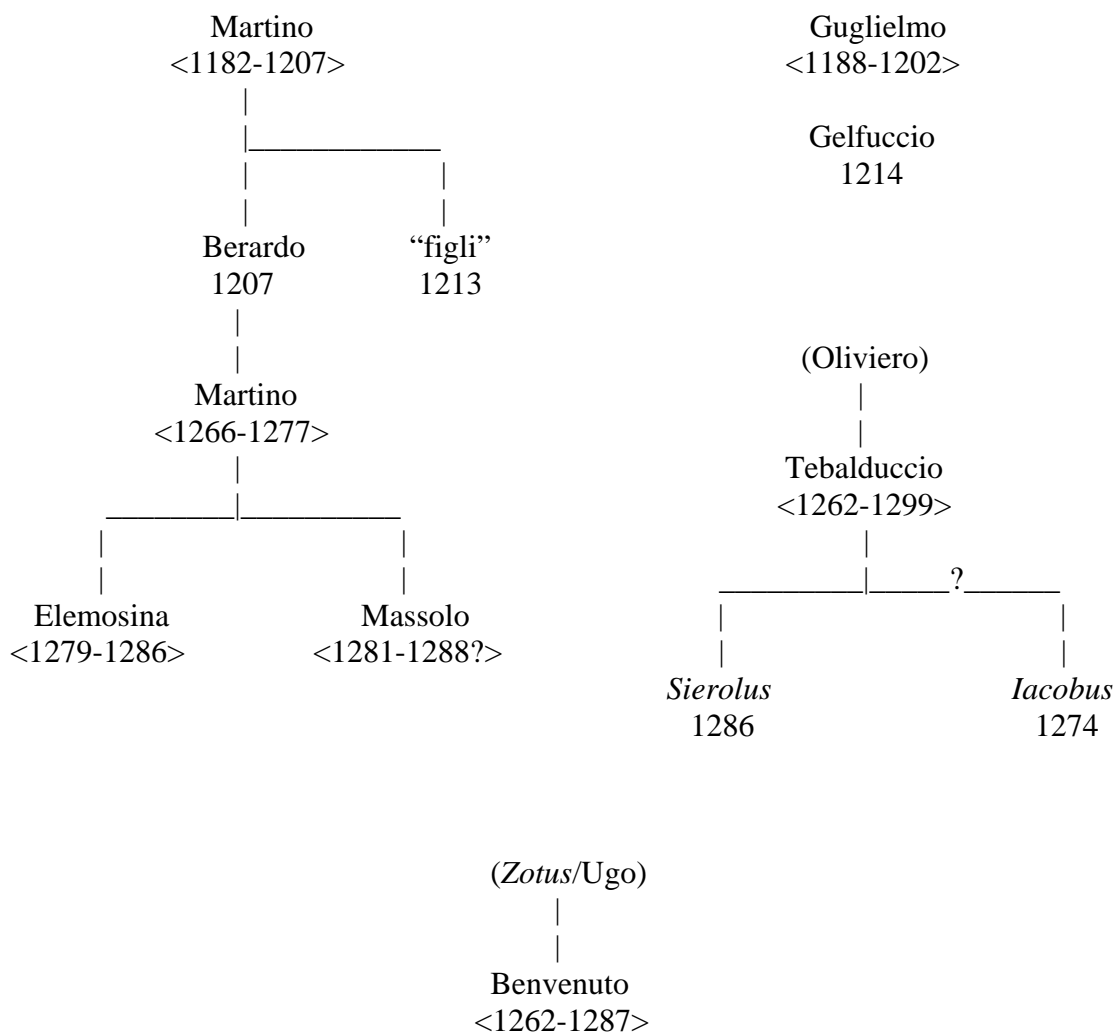 Martino
<1182-1207>
Guglielmo
<1188-1202>
Gelfuccio
1214
Berardo
1207
“figli”
1213
Martino
<1266-1277>
(Oliviero)
Tebalduccio
<1262-1299>
?
Elemosina
<1279-1286>
Massolo
<1281-1288?>
Sierolus
1286
Iacobus
1274
(Zotus/Ugo)
Benvenuto
<1262-1287>